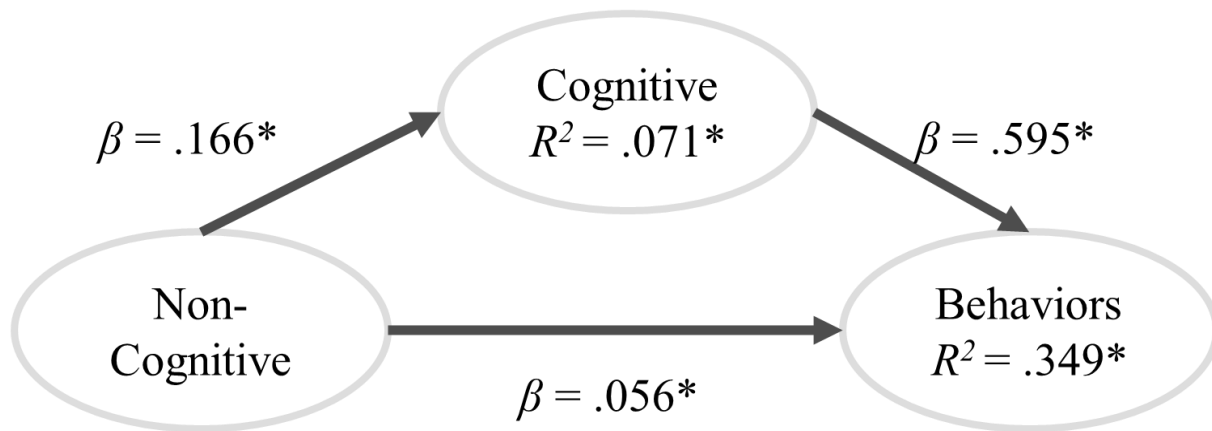 Cognitive
R² = .071*
β = .166*
β = .595*
Non-
Cognitive
Behaviors
R² = .349*
β = .056*